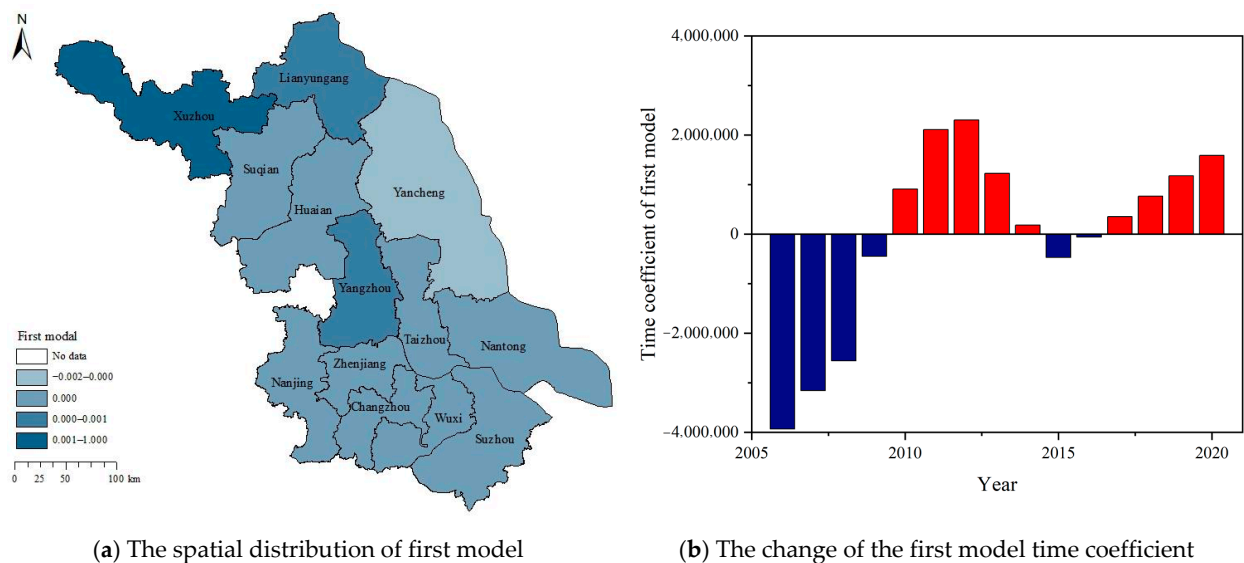 N
Lianyungang
Xuzhou
Suqian
Yancheng
Huaian
Yangzhou
Taizhou
Nantong
Zhenjiang
Nanjing
Changzhou
Wuxi
Suzhou
First modal
No data
−0.002–0.000
0.000
0.000–0.001
0.001–1.000
0 25 50 100 km
(a) The spatial distribution of first model
Time coefficient of first model
4.000.000
2.000.000
0
−2.000.000
−4.000.000
2005 2010 2015 2020
Year
(b) The change of the first model time coefficient